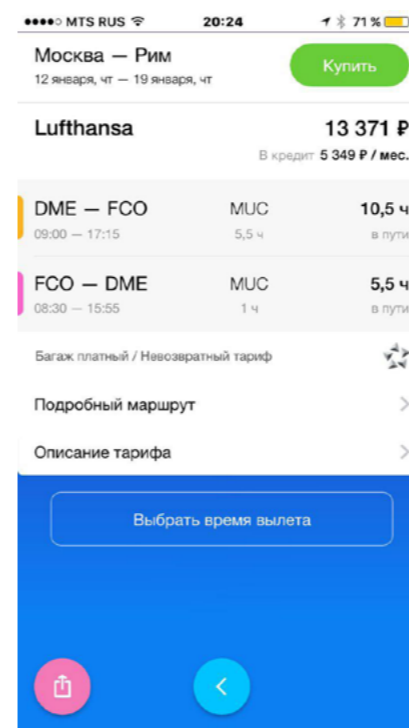 MTS RUS 20:24 71 %
Москва — Рим
12 января, чт — 19 января, чт
Купить
Lufthansa 13 371 ₽
В кредит 5 349 ₽ / мес.
DME — FCO MUC 10,5 ч
09:00 — 17:15 5,5 ч в пути
FCO — DME MUC 5,5 ч
08:30 — 15:55 1 ч в пути
Багаж платный / Невозвратный тариф
Подробный маршрут
Описание тарифа
Выбрать время вылета